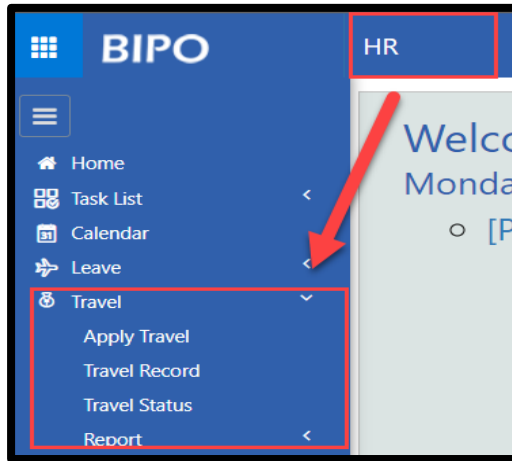 BIPO
HR
Home
Task List
Calendar
Leave
Travel
Apply Travel
Travel Record
Travel Status
Report
Welco
Monda
[P